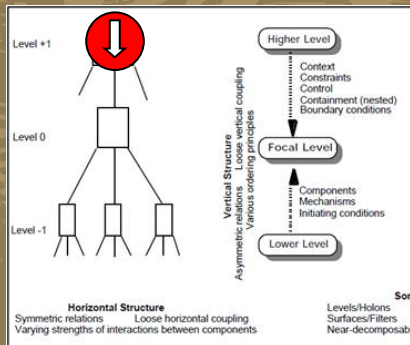 Level +1
Level 0
Level -1
Vertical Structure
Asymmetric relations Loose vertical coupling
Various ordering principles
Higher Level
Context
Constraints
Control
Containment (nested)
Boundary conditions
Focal Level
Components
Mechanisms
Initiating conditions
Lower Level
Horizontal Structure
Symmetric relations Loose horizontal coupling
Varying strengths of interactions between components
Levels/Holons
Surfaces/Filters